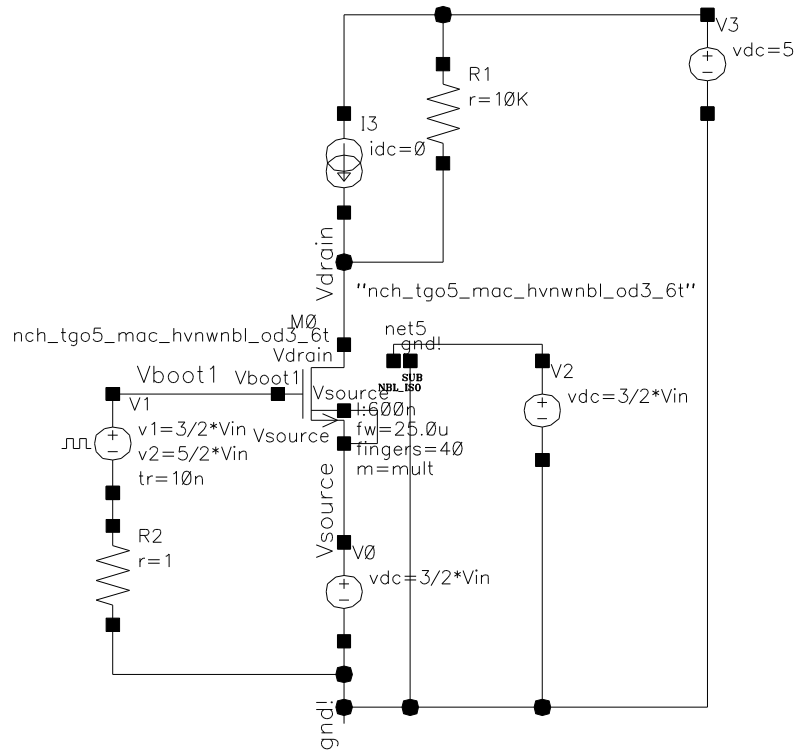 V3
vdc=5
R1
r=10K
I3
idc=0
Vdrain
"nch_tgo5_mac_hvnwnbl_od3_6t"
M0
nch_tgo5_mac_hvnwnbl_od3_6t
Vdrain
net5
gnd!
SUB
NBL_ISO
Vboot1
Vboot1
Vsource
V2
vdc=3/2*Vin
V1
v1=3/2*Vin
v2=5/2*Vin
tr=10n
Vsource
l:600n
fw=25.0u
fingers=40
m=mult
Vsource
R2
r=1
V0
vdc=3/2*Vin
gnd!